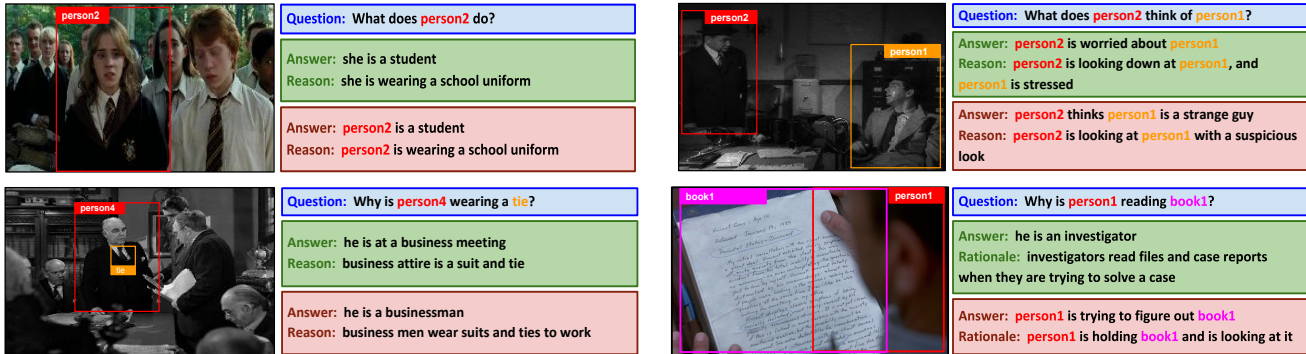 person2
Question: What does person2 do?
Answer: she is a student
Reason: she is wearing a school uniform
Answer: person2 is a student
Reason: person2 is wearing a school uniform
person2
person1
Question: What does person2 think of person1?
Answer: person2 is worried about person1
Reason: person2 is looking down at person1, and
person1 is stressed
Answer: person2 thinks person1 is a strange guy
Reason: person2 is looking at person1 with a suspicious
look
person4
tie
Question: Why is person4 wearing a tie?
Answer: he is at a business meeting
Reason: business attire is a suit and tie
Answer: he is a businessman
Reason: business men wear suits and ties to work
book1
person1
Question: Why is person1 reading book1?
Answer: he is an investigator
Rationale: investigators read files and case reports
when they are trying to solve a case
Answer: person1 is trying to figure out book1
Rationale: person1 is holding book1 and is looking at it